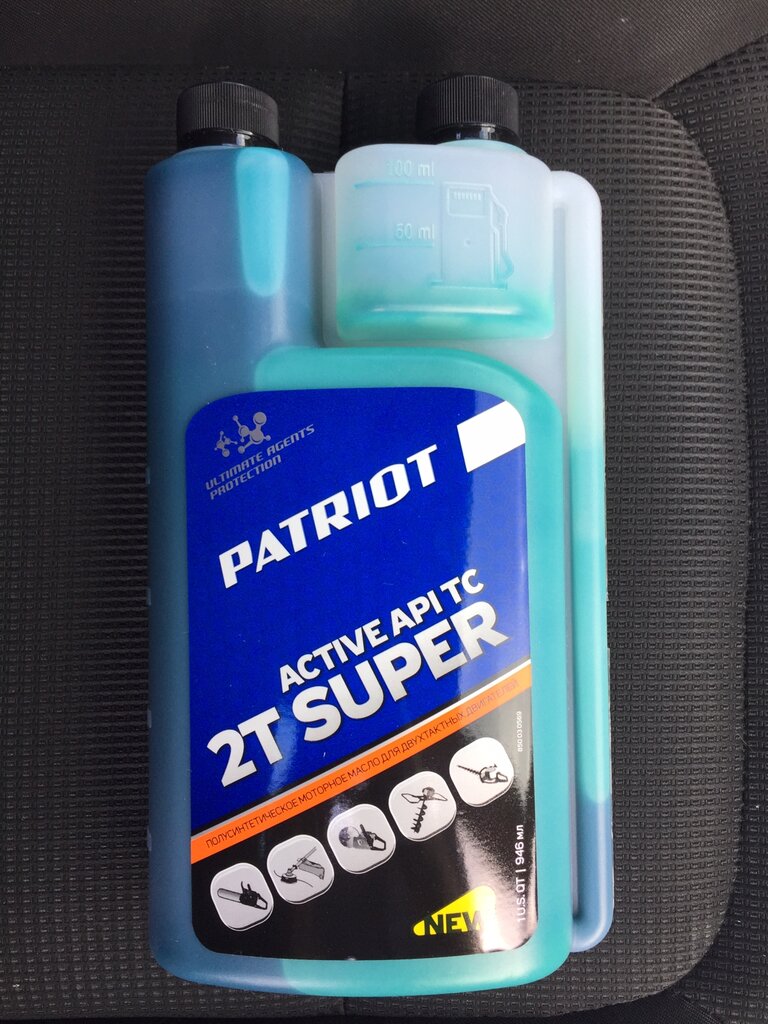 100 ml
50 ml
ULTIMATE AGENTS
PROTECTION
PATRIOT
ACTIVE API TC
2T SUPER
ПОЛУСИНТЕТИЧЕСКОЕ МОТОРНОЕ МАСЛО ДЛЯ ДВУХТАКТНЫХ ДВИГАТЕЛЕЙ
850030569
NEW
1 U.S. QT | 946 мл